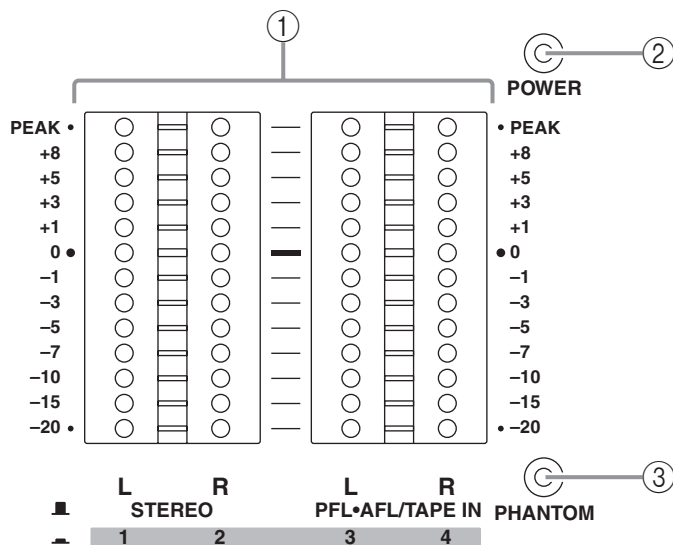 ①
②
POWER
PEAK • • PEAK
+8 +8
+5 +5
+3 +3
+1 +1
0 ● ● 0
–1 –1
–3 –3
–5 –5
–7 –7
–10 –10
–15 –15
–20 • • –20
③
L R L R
STEREO PFL•AFL/TAPE IN PHANTOM
1 2 3 4